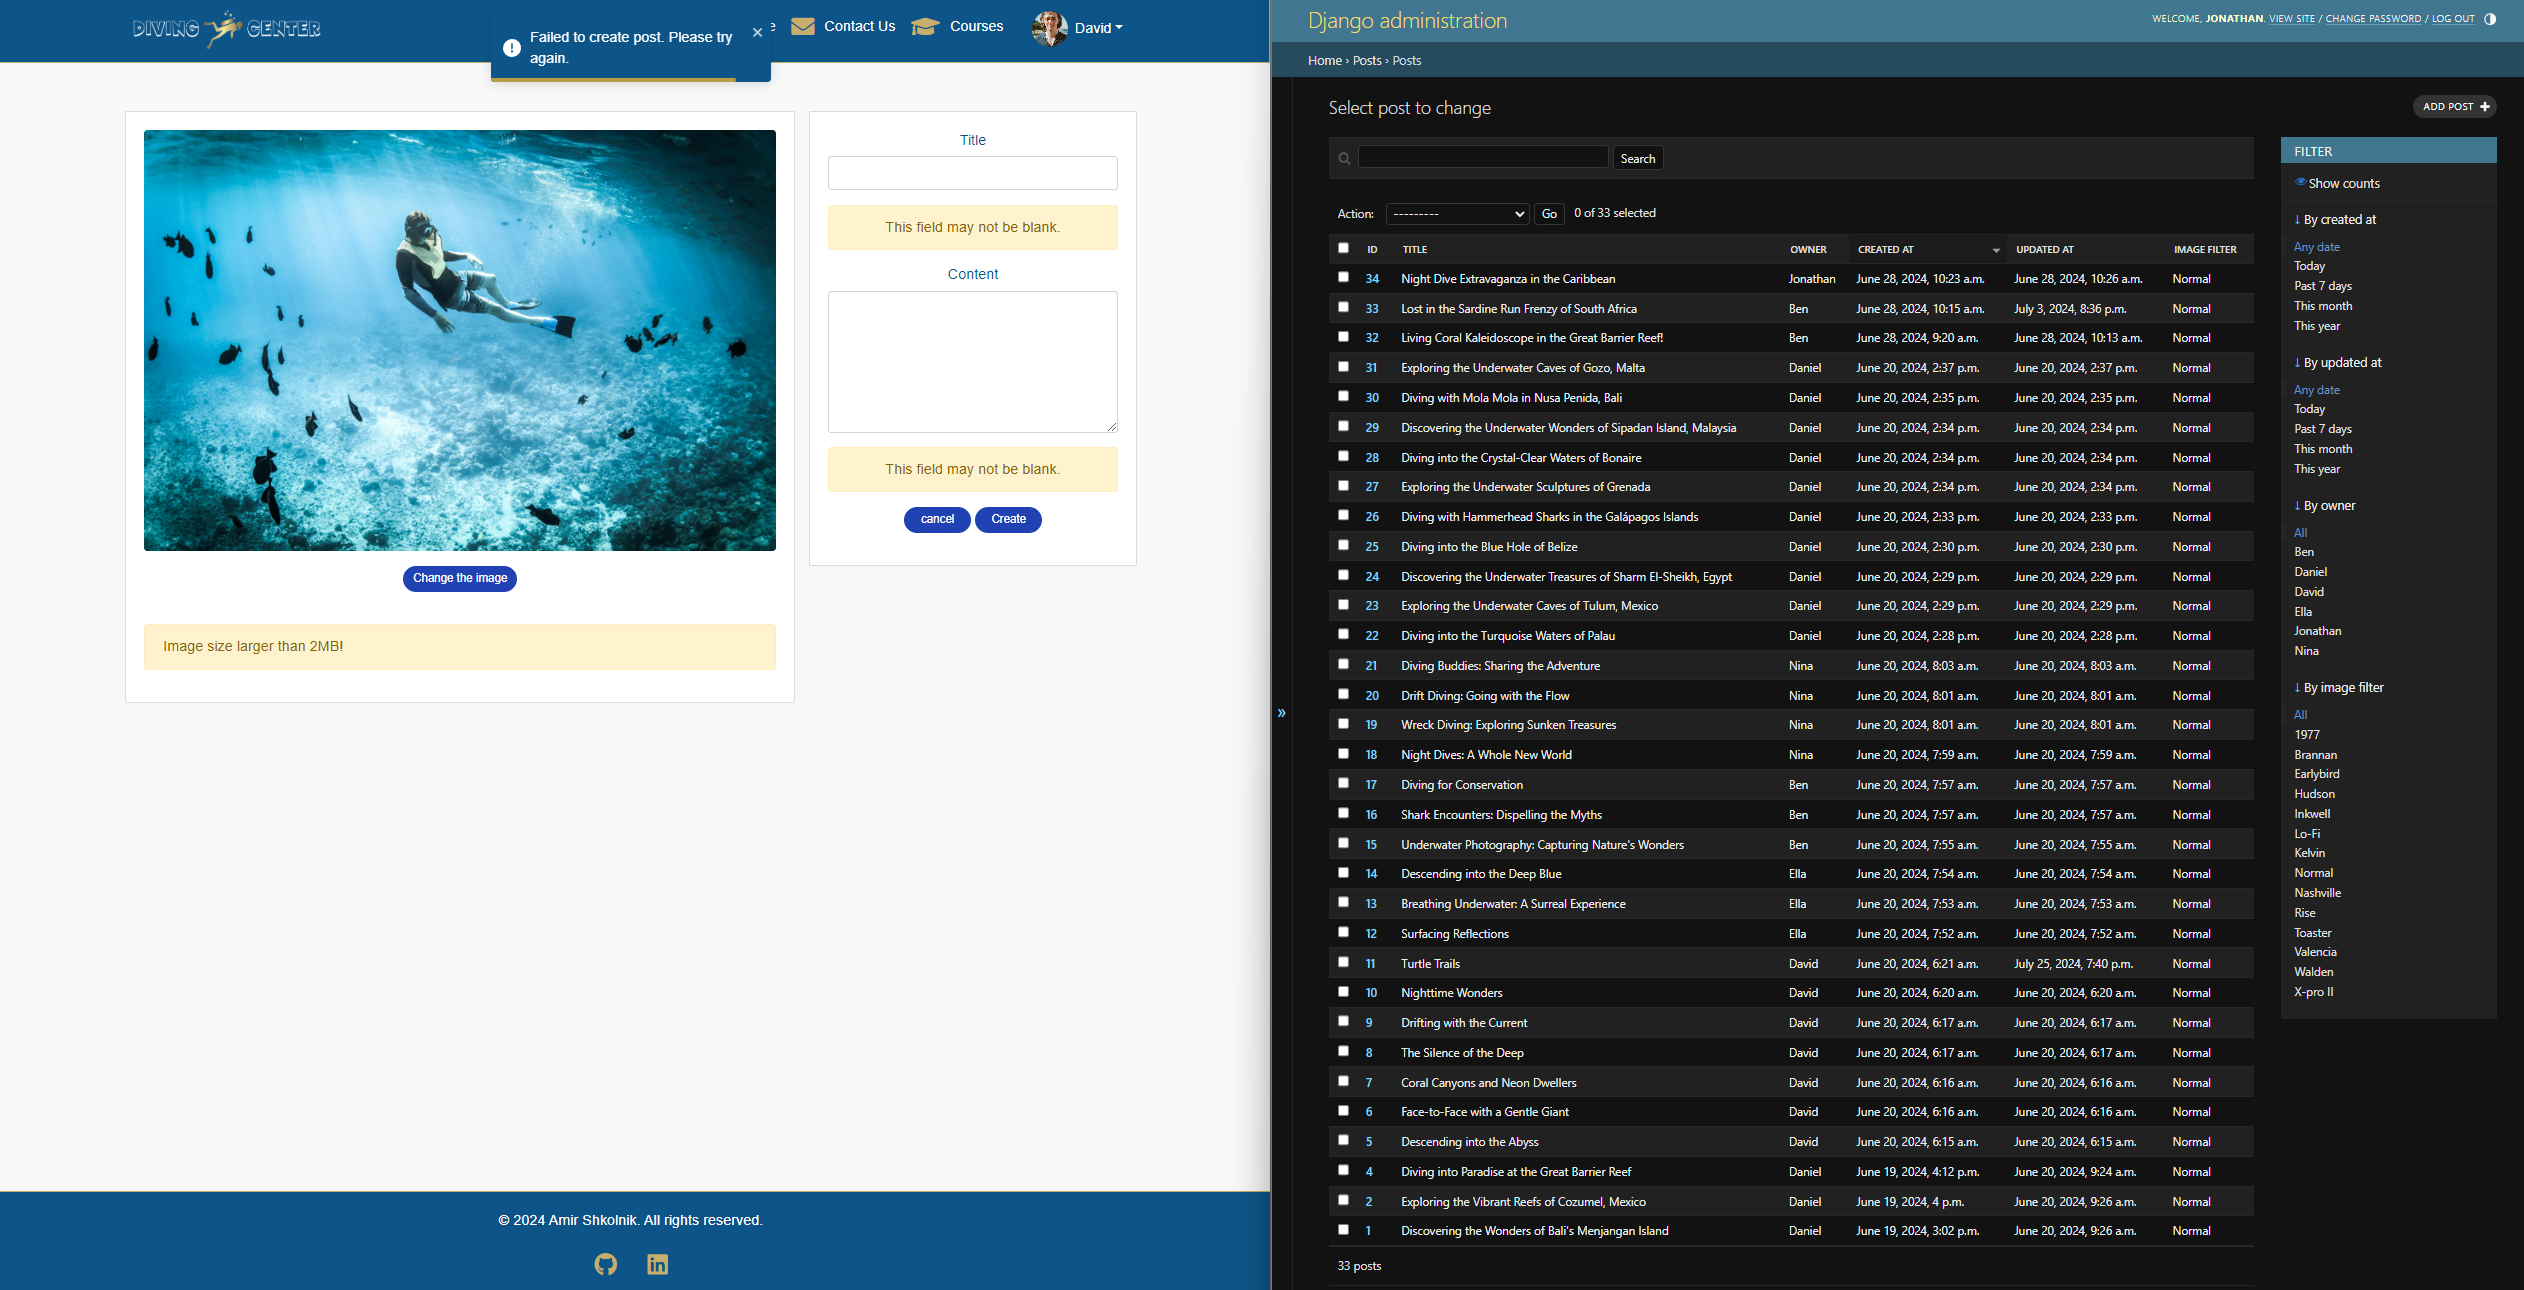 DIVING CENTER
Failed to create post. Please try
again.
Contact Us
Courses
David
Title
This field may not be blank.
Content
This field may not be blank.
cancel
Create
Change the image
Image size larger than 2MB!
© 2024 Amir Shkolnik. All rights reserved.
Django administration
WELCOME, JONATHAN. VIEW SITE / CHANGE PASSWORD / LOG OUT
Home › Posts › Posts
Select post to change
ADD POST
Search
Action: --------- Go 0 of 33 selected
ID TITLE OWNER CREATED AT UPDATED AT IMAGE FILTER
34 Night Dive Extravaganza in the Caribbean Jonathan June 28, 2024, 10:23 a.m. June 28, 2024, 10:26 a.m. Normal
33 Lost in the Sardine Run Frenzy of South Africa Ben June 28, 2024, 10:15 a.m. July 3, 2024, 8:36 p.m. Normal
32 Living Coral Kaleidoscope in the Great Barrier Reef! Ben June 28, 2024, 9:20 a.m. June 28, 2024, 10:13 a.m. Normal
31 Exploring the Underwater Caves of Gozo, Malta Daniel June 20, 2024, 2:37 p.m. June 20, 2024, 2:37 p.m. Normal
30 Diving with Mola Mola in Nusa Penida, Bali Daniel June 20, 2024, 2:35 p.m. June 20, 2024, 2:35 p.m. Normal
29 Discovering the Underwater Wonders of Sipadan Island, Malaysia Daniel June 20, 2024, 2:34 p.m. June 20, 2024, 2:34 p.m. Normal
28 Diving into the Crystal-Clear Waters of Bonaire Daniel June 20, 2024, 2:34 p.m. June 20, 2024, 2:34 p.m. Normal
27 Exploring the Underwater Sculptures of Grenada Daniel June 20, 2024, 2:34 p.m. June 20, 2024, 2:34 p.m. Normal
26 Diving with Hammerhead Sharks in the Galápagos Islands Daniel June 20, 2024, 2:33 p.m. June 20, 2024, 2:33 p.m. Normal
25 Diving into the Blue Hole of Belize Daniel June 20, 2024, 2:30 p.m. June 20, 2024, 2:30 p.m. Normal
24 Discovering the Underwater Treasures of Sharm El-Sheikh, Egypt Daniel June 20, 2024, 2:29 p.m. June 20, 2024, 2:29 p.m. Normal
23 Exploring the Underwater Caves of Tulum, Mexico Daniel June 20, 2024, 2:29 p.m. June 20, 2024, 2:29 p.m. Normal
22 Diving into the Turquoise Waters of Palau Daniel June 20, 2024, 2:28 p.m. June 20, 2024, 2:28 p.m. Normal
21 Diving Buddies: Sharing the Adventure Nina June 20, 2024, 8:03 a.m. June 20, 2024, 8:03 a.m. Normal
20 Drift Diving: Going with the Flow Nina June 20, 2024, 8:01 a.m. June 20, 2024, 8:01 a.m. Normal
19 Wreck Diving: Exploring Sunken Treasures Nina June 20, 2024, 8:01 a.m. June 20, 2024, 8:01 a.m. Normal
18 Night Dives: A Whole New World Nina June 20, 2024, 7:59 a.m. June 20, 2024, 7:59 a.m. Normal
17 Diving for Conservation Ben June 20, 2024, 7:57 a.m. June 20, 2024, 7:57 a.m. Normal
16 Shark Encounters: Dispelling the Myths Ben June 20, 2024, 7:57 a.m. June 20, 2024, 7:57 a.m. Normal
15 Underwater Photography: Capturing Nature's Wonders Ben June 20, 2024, 7:55 a.m. June 20, 2024, 7:55 a.m. Normal
14 Descending into the Deep Blue Ella June 20, 2024, 7:54 a.m. June 20, 2024, 7:54 a.m. Normal
13 Breathing Underwater: A Surreal Experience Ella June 20, 2024, 7:53 a.m. June 20, 2024, 7:53 a.m. Normal
12 Surfacing Reflections Ella June 20, 2024, 7:52 a.m. June 20, 2024, 7:52 a.m. Normal
11 Turtle Trails David June 20, 2024, 6:21 a.m. July 25, 2024, 7:40 p.m. Normal
10 Nighttime Wonders David June 20, 2024, 6:20 a.m. June 20, 2024, 6:20 a.m. Normal
9 Drifting with the Current David June 20, 2024, 6:17 a.m. June 20, 2024, 6:17 a.m. Normal
8 The Silence of the Deep David June 20, 2024, 6:17 a.m. June 20, 2024, 6:17 a.m. Normal
7 Coral Canyons and Neon Dwellers David June 20, 2024, 6:16 a.m. June 20, 2024, 6:16 a.m. Normal
6 Face-to-Face with a Gentle Giant David June 20, 2024, 6:16 a.m. June 20, 2024, 6:16 a.m. Normal
5 Descending into the Abyss David June 20, 2024, 6:15 a.m. June 20, 2024, 6:15 a.m. Normal
4 Diving into Paradise at the Great Barrier Reef Daniel June 19, 2024, 4:12 p.m. June 20, 2024, 9:24 a.m. Normal
2 Exploring the Vibrant Reefs of Cozumel, Mexico Daniel June 19, 2024, 4 p.m. June 20, 2024, 9:26 a.m. Normal
1 Discovering the Wonders of Bali's Menjangan Island Daniel June 19, 2024, 3:02 p.m. June 20, 2024, 9:26 a.m. Normal
33 posts
FILTER
Show counts
↓ By created at
Any date
Today
Past 7 days
This month
This year
↓ By updated at
Any date
Today
Past 7 days
This month
This year
↓ By owner
All
Ben
Daniel
David
Ella
Jonathan
Nina
↓ By image filter
All
1977
Brannan
Earlybird
Hudson
Inkwell
Lo-Fi
Kelvin
Normal
Nashville
Rise
Toaster
Valencia
Walden
X-pro II